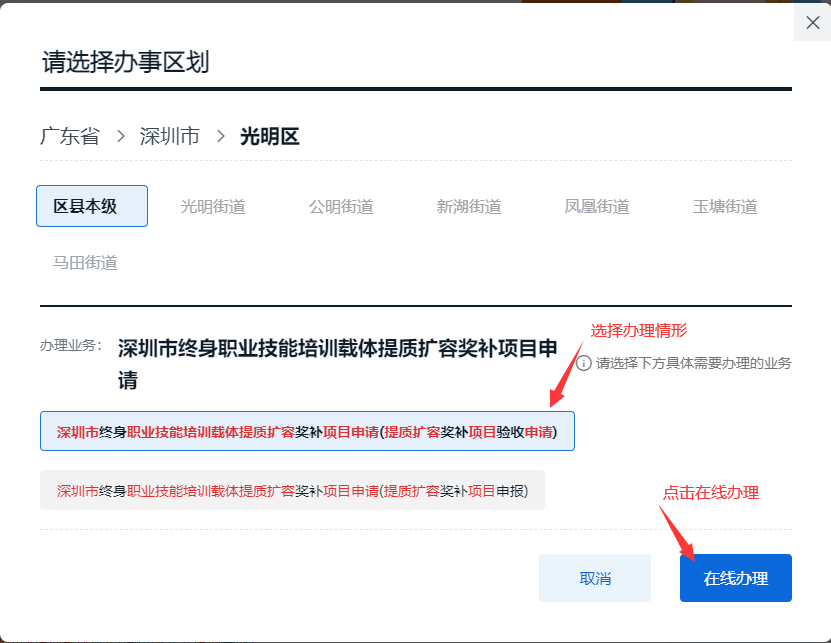 请选择办事区划
广东省 > 深圳市 > 光明区
区县本级 光明街道 公明街道 新湖街道 凤凰街道 玉塘街道
马田街道
选择办理情形
办理业务： 深圳市终身职业技能培训载体提质扩容奖补项目申
请
请选择下方具体需要办理的业务
深圳市终身职业技能培训载体提质扩容奖补项目申请(提质扩容奖补项目验收申请)
深圳市终身职业技能培训载体提质扩容奖补项目申请(提质扩容奖补项目申报)
点击在线办理
取消 在线办理